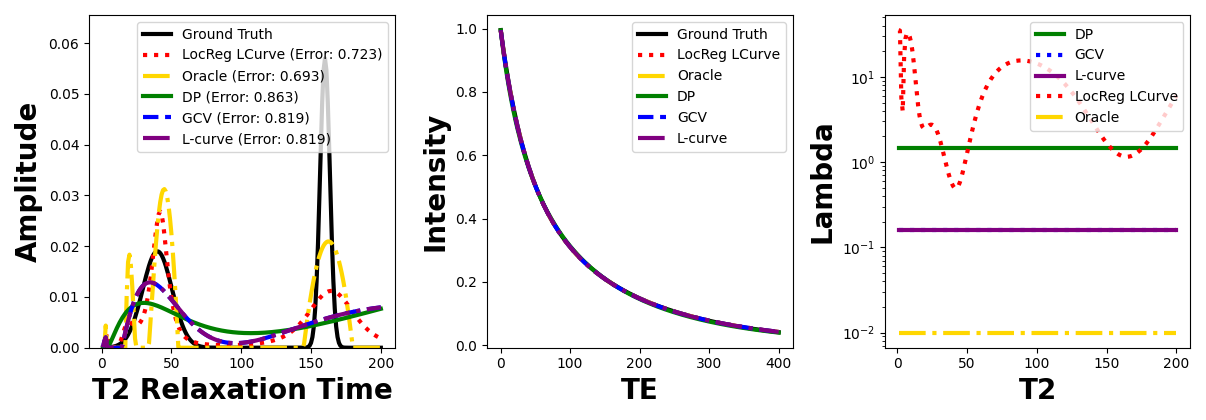 Amplitude
0.06
0.05
0.04
0.03
0.02
0.01
0.00
0
50
100
150
200
T2 Relaxation Time
Ground Truth
LocReg LCurve (Error: 0.723)
Oracle (Error: 0.693)
DP (Error: 0.863)
GCV (Error: 0.819)
L-curve (Error: 0.819)
Intensity
1.0
0.8
0.6
0.4
0.2
0.0
0
100
200
300
400
TE
Ground Truth
LocReg LCurve
Oracle
DP
GCV
L-curve
Lambda
10¹
10⁰
10⁻¹
10⁻²
0
50
100
150
200
T2
DP
GCV
L-curve
LocReg LCurve
Oracle